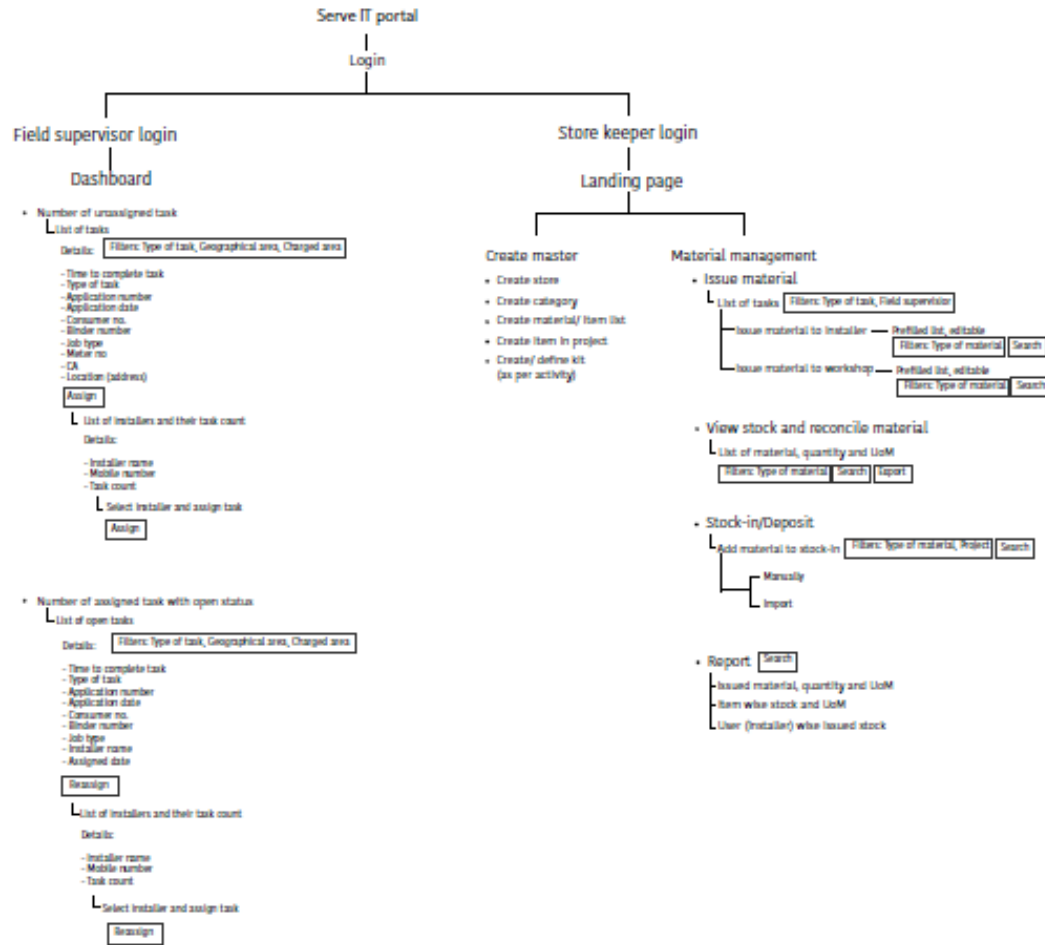 Serve IT portal
Login
Field supervisor login
Dashboard
• Number of unassigned task
List of tasks
Details: Filters: Type of task, Geographical area, Charged area
- Time to complete task
- Type of task
- Application number
- Application date
- Consumer no.
- Binder number
- Job type
- Meter no
- CA
- Location (address)
Assign
List of installers and their task count
Details:
- Installer name
- Mobile number
- Task count
Select installer and assign task
Assign
• Number of assigned task with open status
List of open tasks
Details: Filters: Type of task, Geographical area, Charged area
- Time to complete task
- Type of task
- Application number
- Application date
- Consumer no.
- Binder number
- Job type
- Installer name
- Assigned date
Reassign
List of installers and their task count
Details:
- Installer name
- Mobile number
- Task count
Select installer and assign task
Reassign
Store keeper login
Landing page
Create master
• Create store
• Create category
• Create material/ Item list
• Create item in project
• Create/ define kit
(as per activity)
Material management
• Issue material
List of tasks Filters: Type of task, Field supervisior
Issue material to installer Prefilled list, editable
Filters: Type of material Search
Issue material to workshop Prefilled list, editable
Filters: Type of material Search
• View stock and reconcile material
List of material, quantity and UoM
Filters: Type of material Search Export
• Stock-in/Deposit
Add material to stock-in Filters: Type of material, Project Search
Manually
Import
• Report Search
Issued material, quantity and UoM
Item wise stock and UoM
User (Installer) wise issued stock